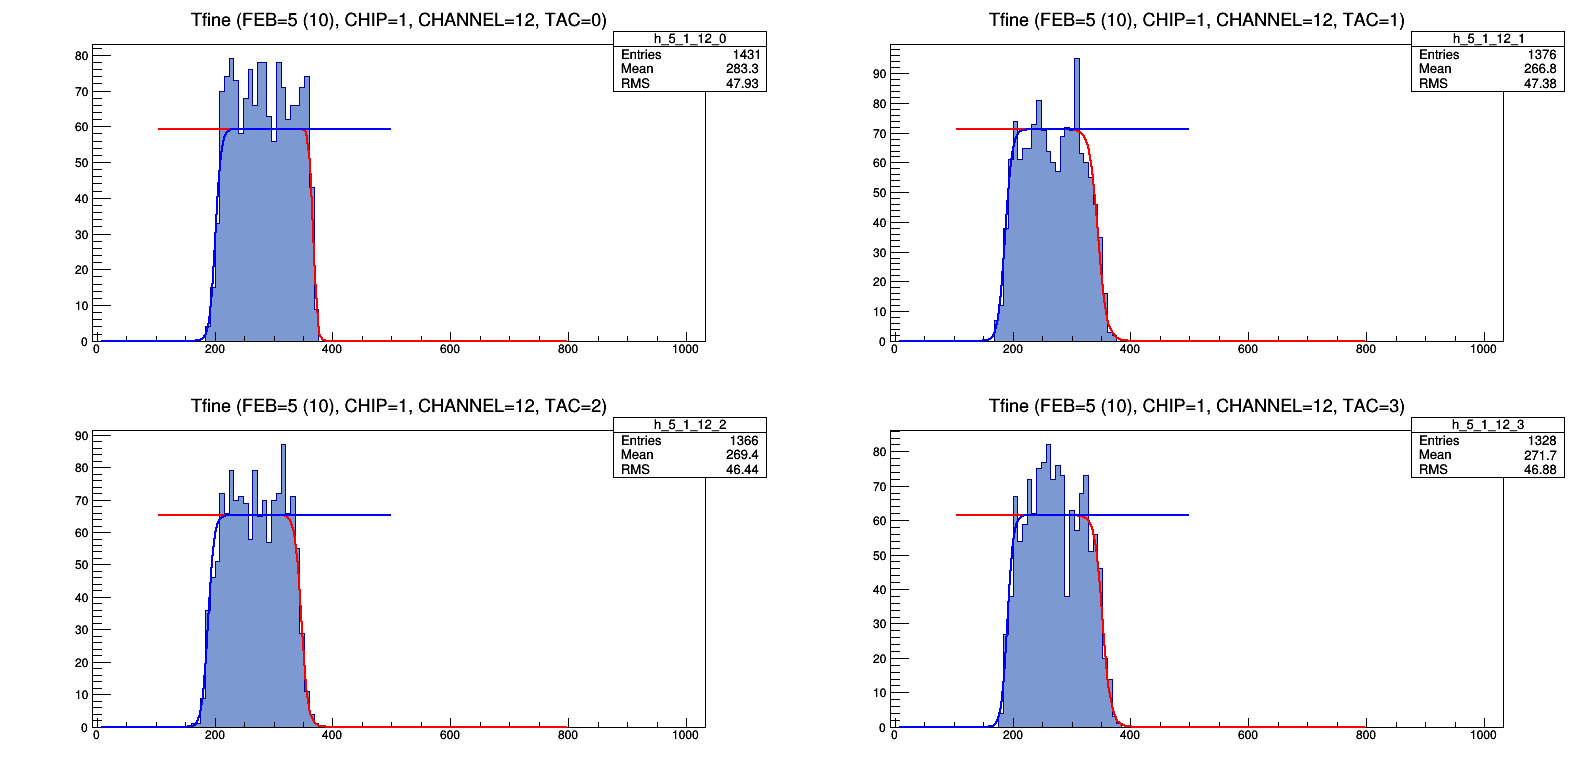 Tfine (FEB=5 (10), CHIP=1, CHANNEL=12, TAC=0)
h_5_1_12_0
Entries 1431
Mean 283.3
RMS 47.93
80
70
60
50
40
30
20
10
0
0 200 400 600 800 1000
Tfine (FEB=5 (10), CHIP=1, CHANNEL=12, TAC=1)
h_5_1_12_1
Entries 1376
Mean 266.8
RMS 47.38
90
80
70
60
50
40
30
20
10
0
0 200 400 600 800 1000
Tfine (FEB=5 (10), CHIP=1, CHANNEL=12, TAC=2)
h_5_1_12_2
Entries 1366
Mean 269.4
RMS 46.44
90
80
70
60
50
40
30
20
10
0
0 200 400 600 800 1000
Tfine (FEB=5 (10), CHIP=1, CHANNEL=12, TAC=3)
h_5_1_12_3
Entries 1328
Mean 271.7
RMS 46.88
80
70
60
50
40
30
20
10
0
0 200 400 600 800 1000